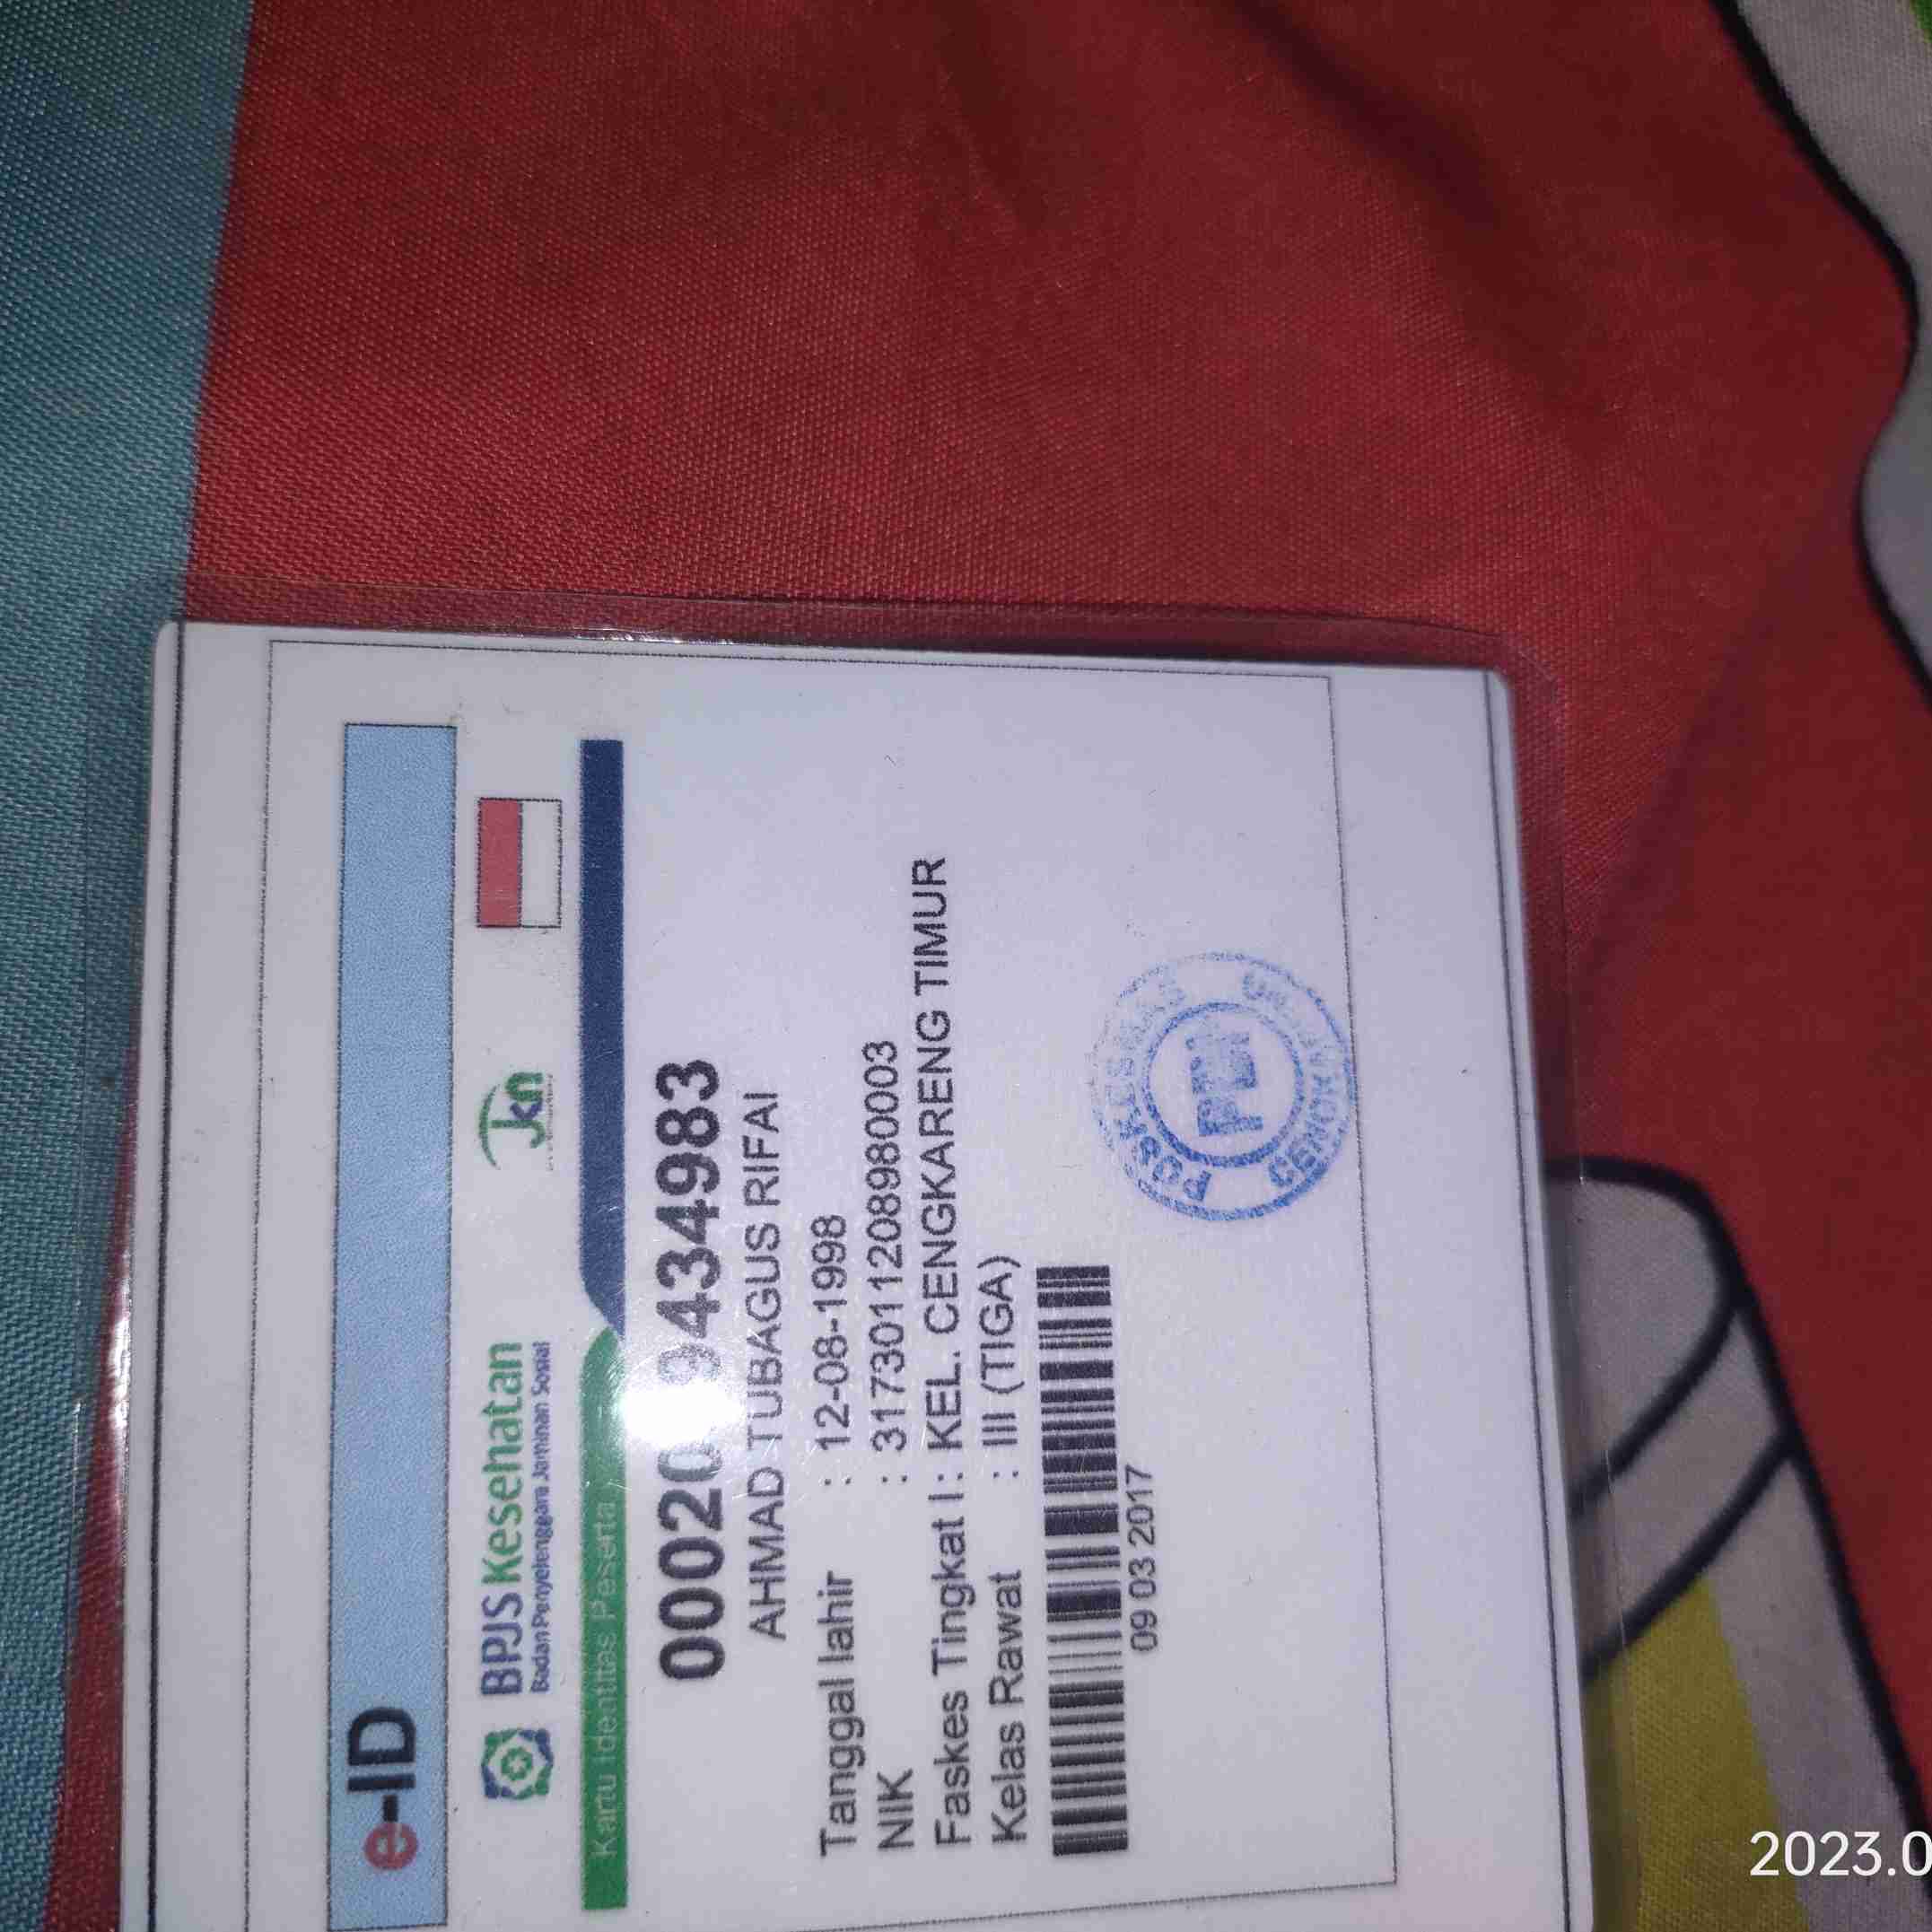 e-ID
BPJS Kesehatan
Badan Penyelenggara Jaminan Sosial
Jkn
Kartu Identitas Peserta
434983
AHMAD TUBAGUS RIFAI
Tanggal lahir : 12-08-1998
NIK : 3173011208980003
Faskes Tingkat I : KEL. CENGKARENG TIMUR
Kelas Rawat : III (TIGA)
09 03 2017
2023.0